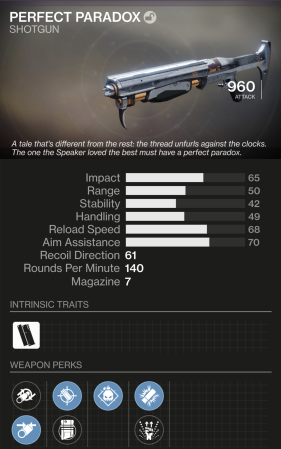 PERFECT PARADOX
SHOTGUN
960
ATTACK
A tale that's different from the rest: the thread unfurls against the clocks.
The one the Speaker loved the best must have a perfect paradox.
Impact 65
Range 50
Stability 42
Handling 49
Reload Speed 68
Aim Assistance 70
Recoil Direction 61
Rounds Per Minute 140
Magazine 7
INTRINSIC TRAITS
WEAPON PERKS